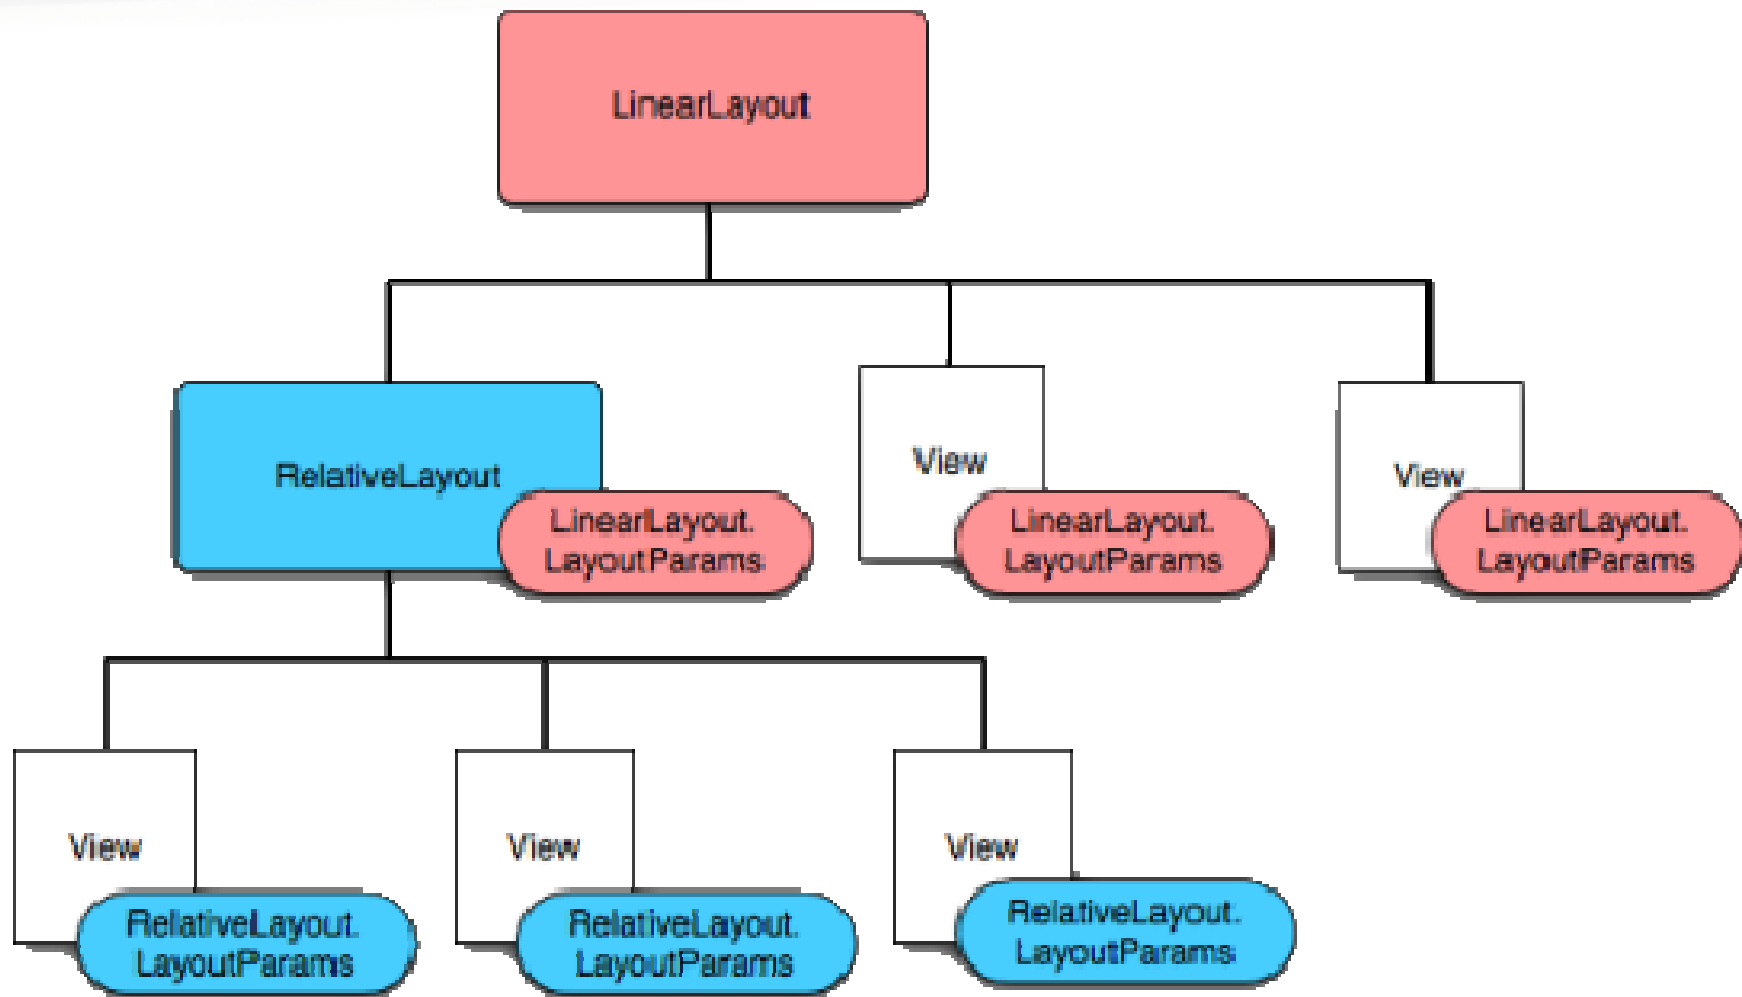 LinearLayout
RelativeLayout
LinearLayout.
LayoutParams
View
LinearLayout.
LayoutParams
View
LinearLayout.
LayoutParams
View
RelativeLayout.
LayoutParams
View
RelativeLayout.
LayoutParams
View
RelativeLayout.
LayoutParams